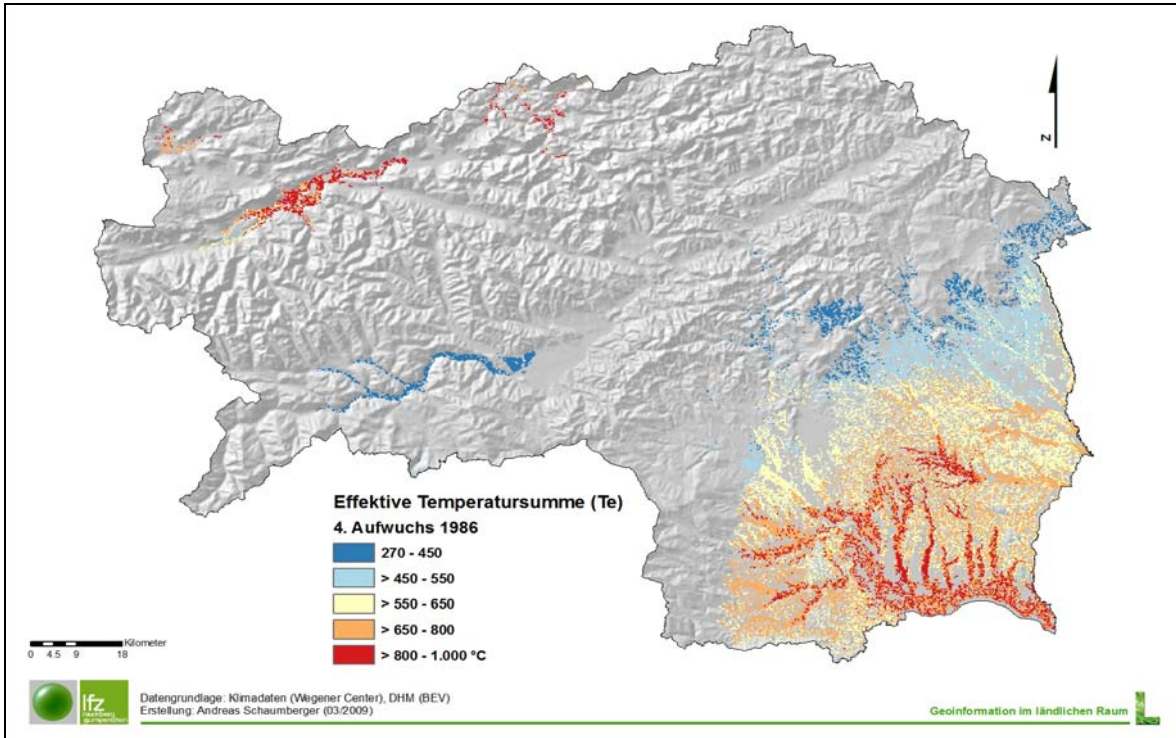 N
Effektive Temperatursumme (Te)
4. Aufwuchs 1986
270 - 450
> 450 - 550
> 550 - 650
> 650 - 800
> 800 - 1.000 °C
Kilometer
0 4.5 9 18
lfz
raumberg
gumpenstein
Datengrundlage: Klimadaten (Wegener Center), DHM (BEV)
Erstellung: Andreas Schaumberger (03/2009)
Geoinformation im ländlichen Raum
L